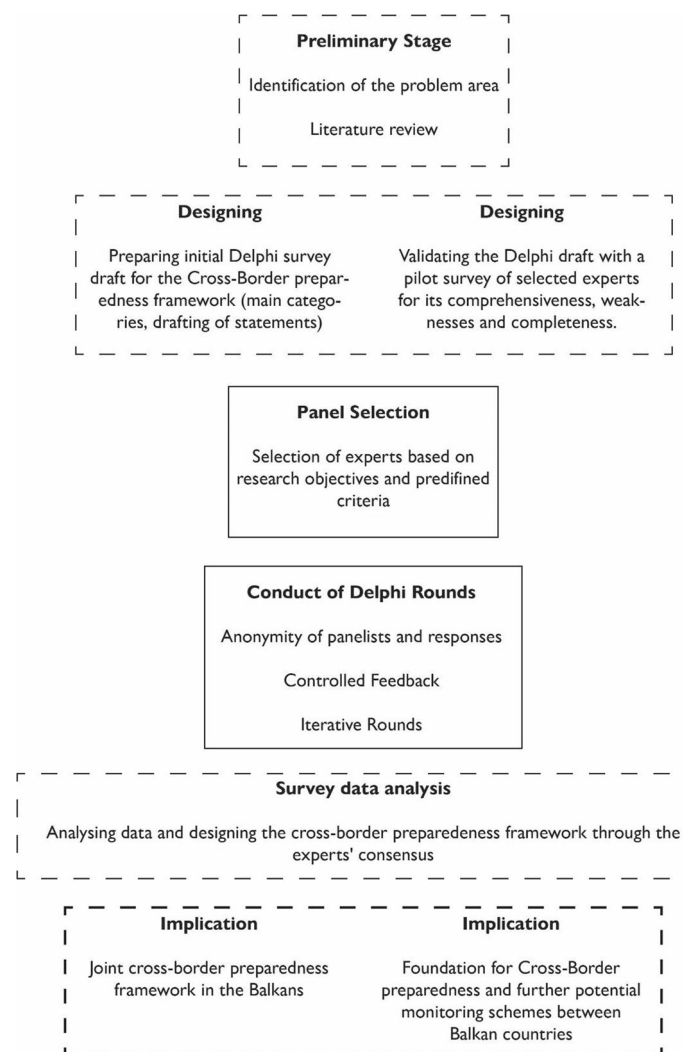 Preliminary Stage
Identification of the problem area
Literature review
Designing
Preparing initial Delphi survey
draft for the Cross-Border prepar-
edness framework (main catego-
ries, drafting of statements)
Designing
Validating the Delphi draft with a
pilot survey of selected experts
for its comprehensiveness, weak-
nesses and completeness.
Panel Selection
Selection of experts based on
research objectives and predifined
criteria
Conduct of Delphi Rounds
Anonymity of panelists and responses
Controlled Feedback
Iterative Rounds
Survey data analysis
Analysing data and designing the cross-border preparedeness framework through the
experts' consensus
Implication
Joint cross-border preparedness
framework in the Balkans
Implication
Foundation for Cross-Border
preparedness and further potential
monitoring schemes between
Balkan countries